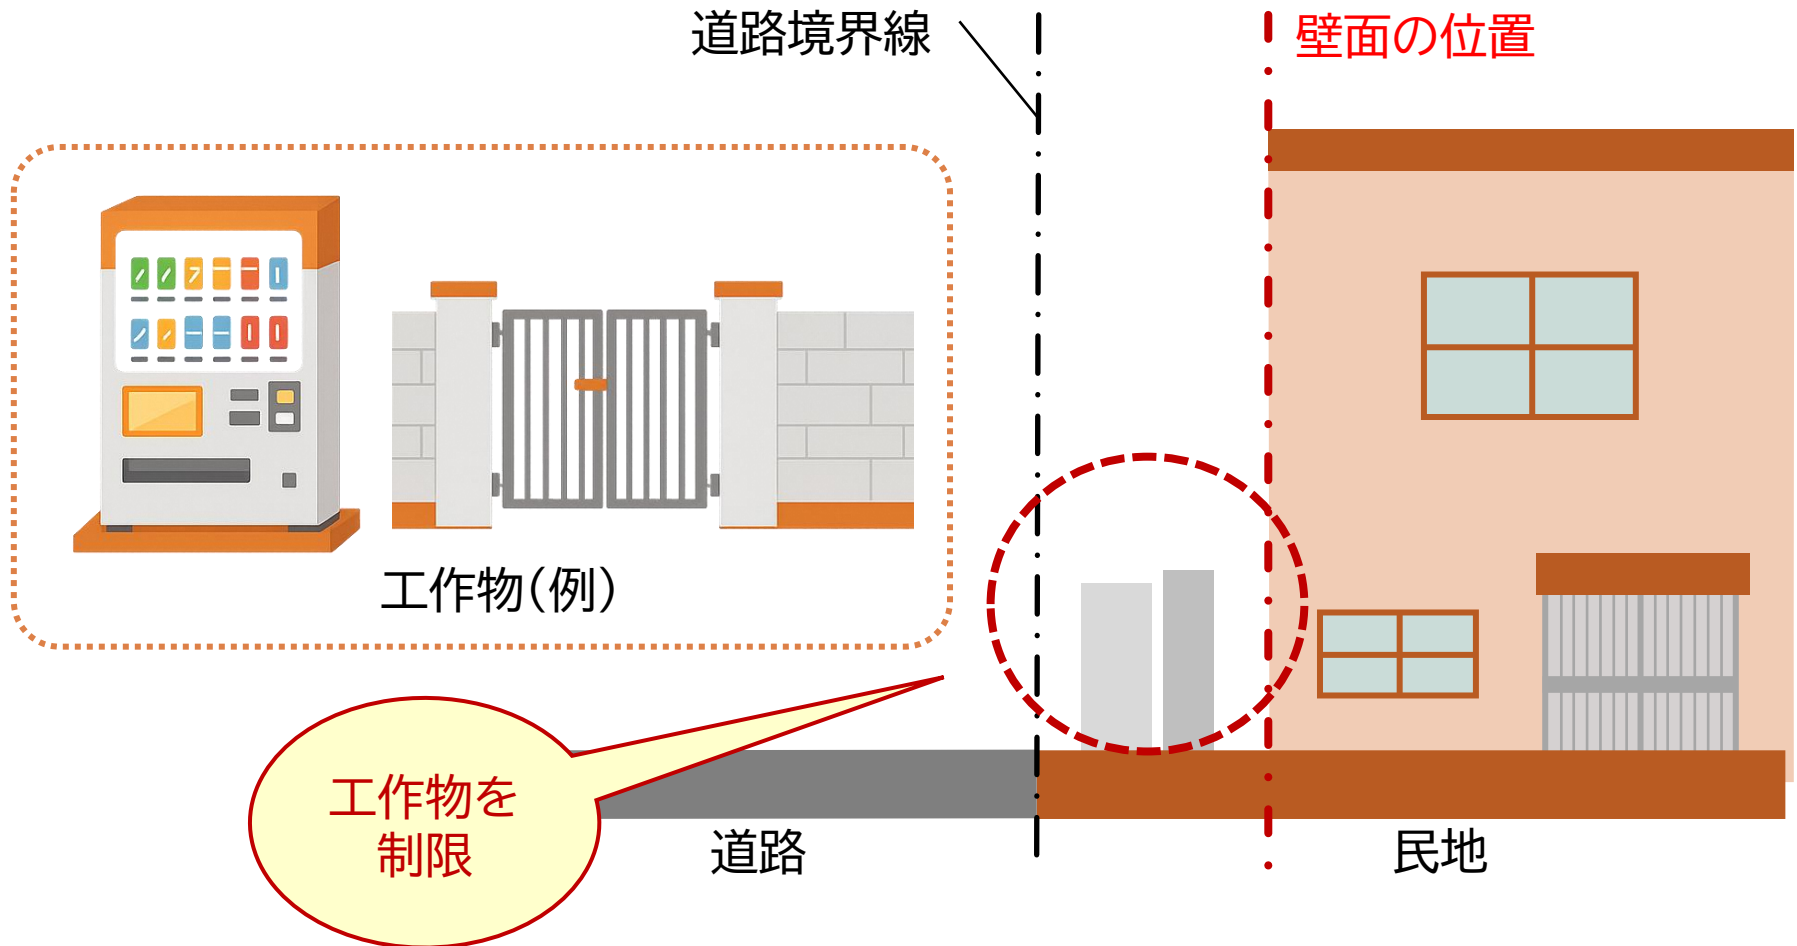 道路境界線
壁面の位置
工作物(例)
工作物を
制限
道路
民地